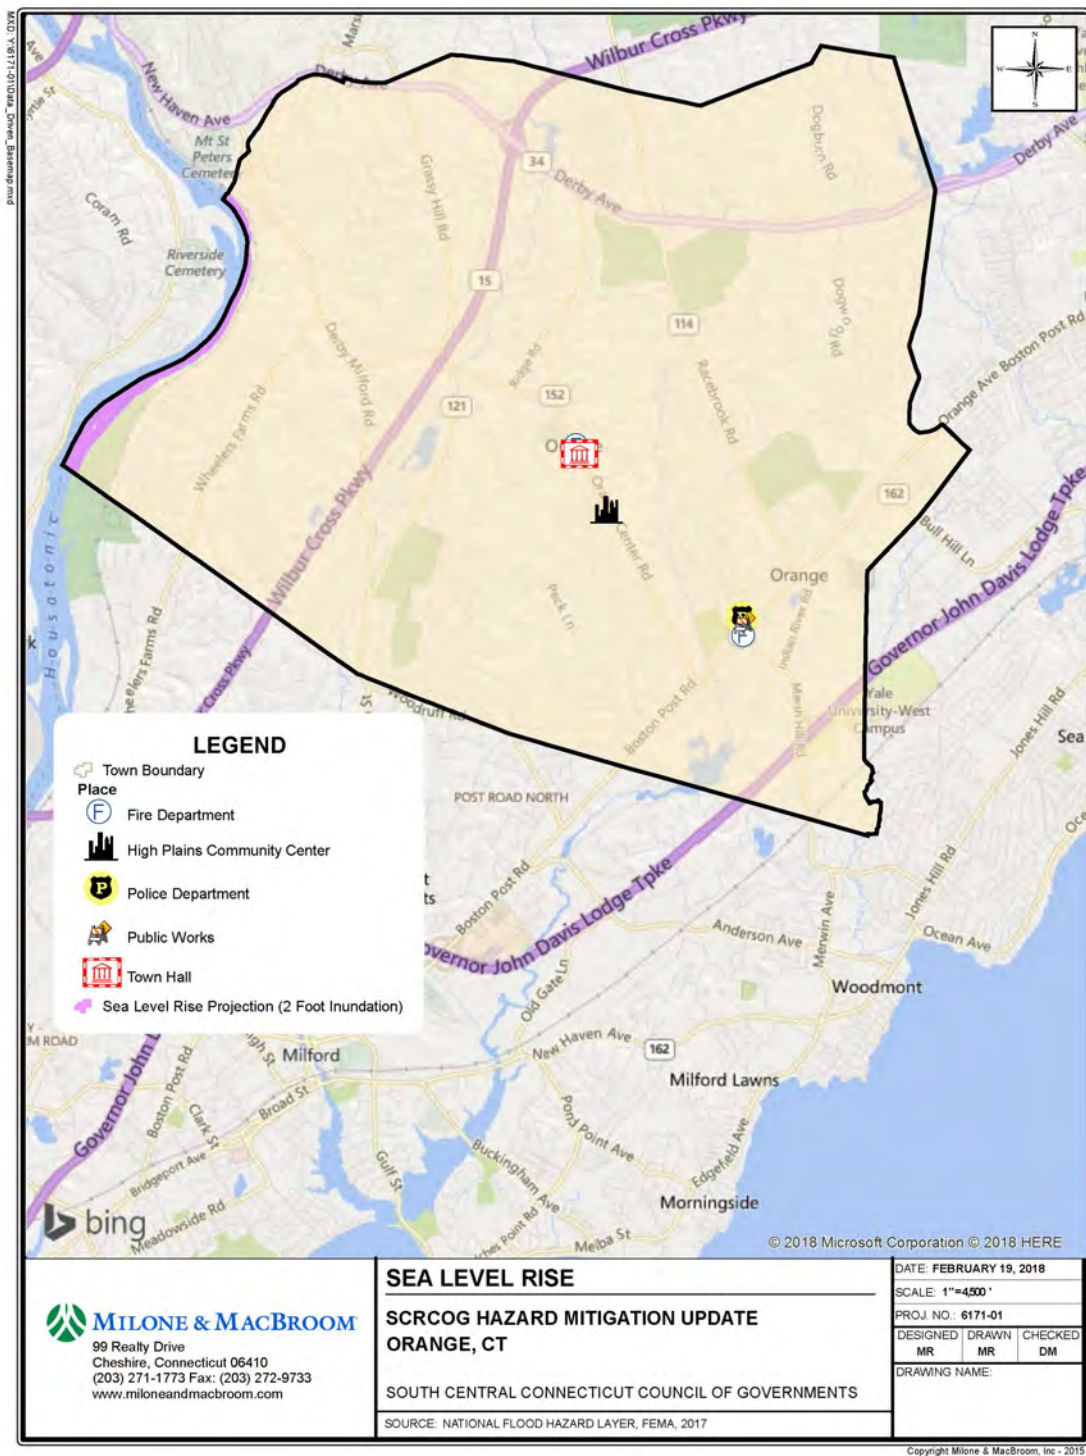 MXD: Y:\6171-01\Data_Driven_Basemap.mxd
Wilbur Cross Pkwy
Derby Ave
New Haven Ave
Mt St
Peters
Cemetery
Coram Rd
Riverside
Cemetery
Grassy Hill Rd
34
Derby Ave
Derby Ave
Dogburn Rd
N
W
E
S
15
114
Dogwood Rd
Derby Milford Rd
Ridge Rd
152
121
Racebrook Rd
Orange Ave Boston Post Rd
Wheelers Farms Rd
Wilbur Cross Pkwy
Orange Center Rd
162
Bull Hill Ln
Orange
Peck Ln
Indian River Rd
Governor John Davis Lodge Tpke
Housatonic
Wheelers Farms Rd
Cross Pkwy
Woodruff Rd
Boston Post Rd
Marsh Hill Rd
Yale
University-West
Campus
Jones Hill Rd
Sea
LEGEND
Town Boundary
Place
F Fire Department
High Plains Community Center
P Police Department
Public Works
Town Hall
Sea Level Rise Projection (2 Foot Inundation)
POST ROAD NORTH
Boston Post Rd
Governor John Davis Lodge Tpke
Old Gate Ln
Anderson Ave
Merwin Ave
Jones Hill Rd
Ocean Ave
Woodmont
New Haven Ave
162
Milford
Milford Lawns
Governor John
Boston Post Rd
Clark St
Broad St
Bridgeport Ave
Meadowside Rd
Gulf St
Buckingham Ave
Pond Point Ave
Edgefield Ave
Morningside
Melba St
bing
© 2018 Microsoft Corporation © 2018 HERE
MILONE & MACBROOM
99 Realty Drive
Cheshire, Connecticut 06410
(203) 271-1773 Fax: (203) 272-9733
www.miloneandmacbroom.com
SEA LEVEL RISE
SCRCOG HAZARD MITIGATION UPDATE
ORANGE, CT
SOUTH CENTRAL CONNECTICUT COUNCIL OF GOVERNMENTS
SOURCE: NATIONAL FLOOD HAZARD LAYER, FEMA, 2017
DATE: FEBRUARY 19, 2018
SCALE: 1"=4,500 '
PROJ. NO.: 6171-01
DESIGNED DRAWN CHECKED
MR MR DM
DRAWING NAME:
Copyright Milone & MacBroom, Inc - 2015